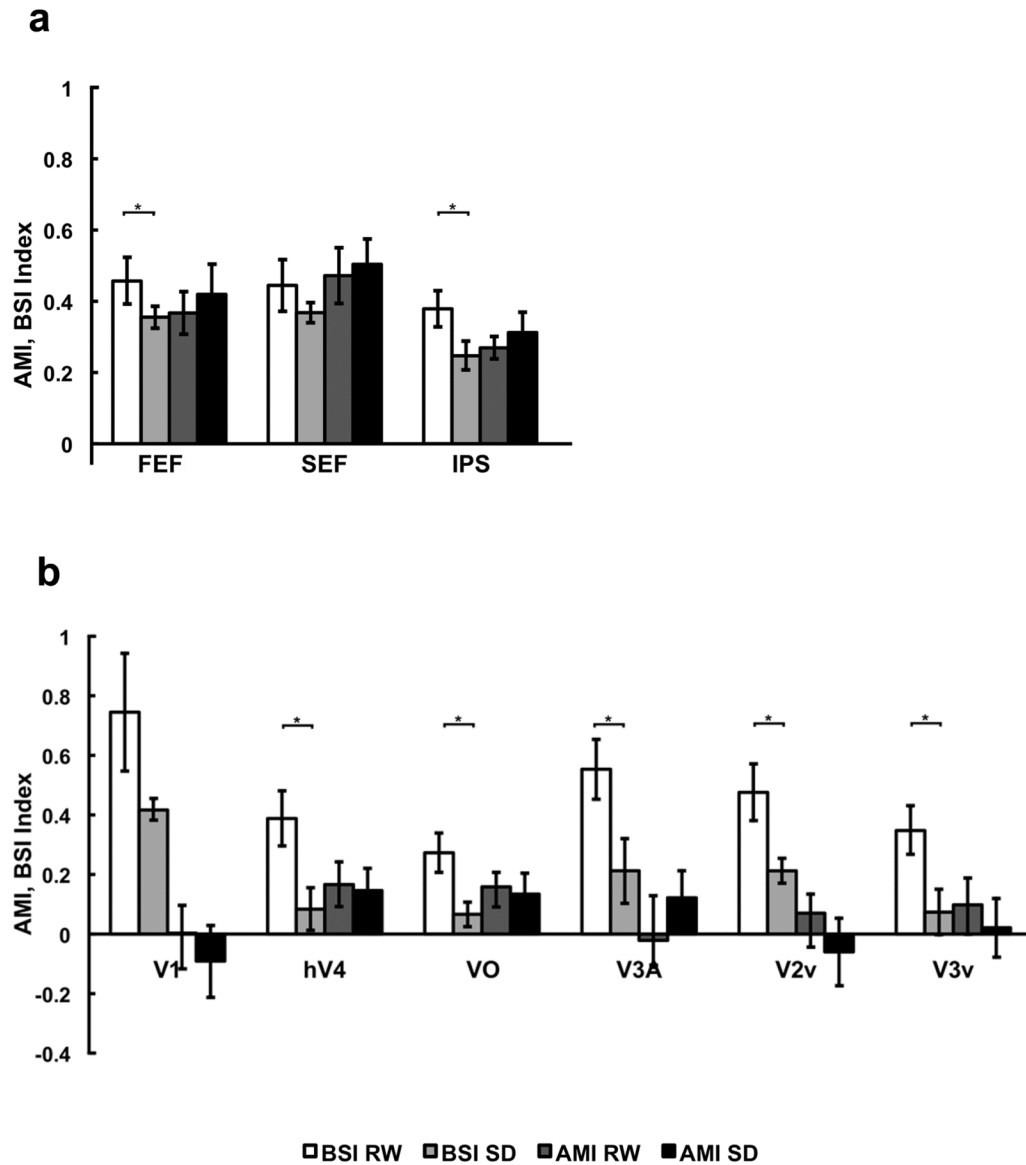 a
1
0.8
0.6
0.4
0.2
0
AMI, BSI Index
* *
FEF SEF IPS
b
1
0.8
0.6
0.4
0.2
0
-0.2
-0.4
AMI, BSI Index
* * * * *
V1 hV4 VO V3A V2v V3v
BSI RW BSI SD AMI RW AMI SD